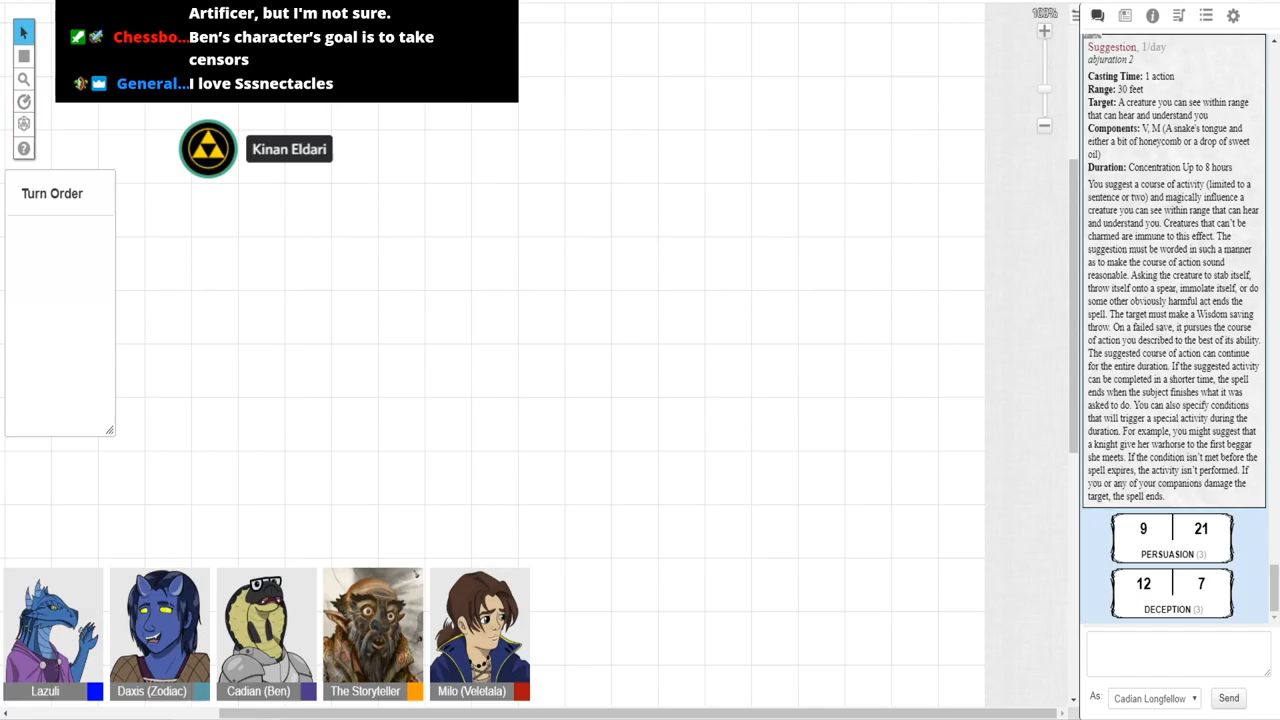 Artificer, but I'm not sure.
Chessbo...Ben's character's goal is to take
censors
General...I love Sssnectacles
Kinan Eldari
Turn Order
100%
Suggestion, 1/day
abjuration 2
Casting Time: 1 action
Range: 30 feet
Target: A creature you can see within range
that can hear and understand you
Components: V, M (A snake's tongue and
either a bit of honeycomb or a drop of sweet
oil)
Duration: Concentration Up to 8 hours
You suggest a course of activity (limited to a
sentence or two) and magically influence a
creature you can see within range that can hear
and understand you. Creatures that can't be
charmed are immune to this effect. The
suggestion must be worded in such a manner
as to make the course of action sound
reasonable. Asking the creature to stab itself,
throw itself onto a spear, immolate itself, or do
some other obviously harmful act ends the
spell. The target must make a Wisdom saving
throw. On a failed save, it pursues the course
of action you described to the best of its ability.
The suggested course of action can continue
for the entire duration. If the suggested activity
can be completed in a shorter time, the spell
ends when the subject finishes what it was
asked to do. You can also specify conditions
that will trigger a special activity during the
duration. For example, you might suggest that
a knight give her warhorse to the first beggar
she meets. If the condition isn't met before the
spell expires, the activity isn't performed. If
you or any of your companions damage the
target, the spell ends.
9 21
PERSUASION (3)
12 7
DECEPTION (3)
As: Cadian Longfellow Send
Lazuli
Daxis (Zodiac)
Cadian (Ben)
The Storyteller
Milo (Veletala)